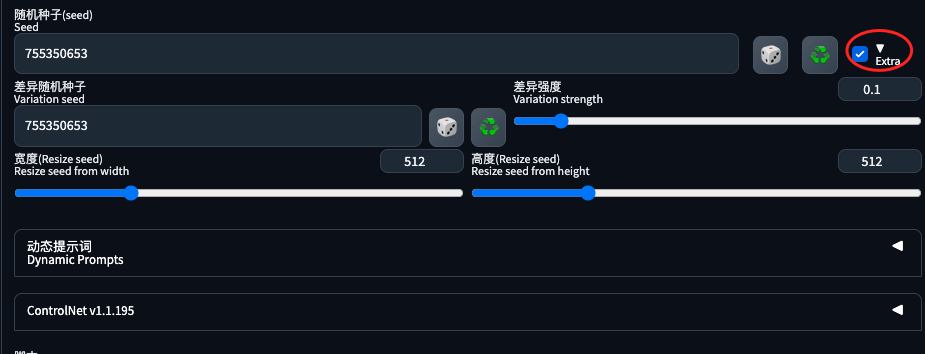 随机种子(seed)
Seed
755350653
▼
Extra
差异随机种子
Variation seed
755350653
差异强度
Variation strength
0.1
宽度(Resize seed)
Resize seed from width
512
高度(Resize seed)
Resize seed from height
512
动态提示词
Dynamic Prompts
ControlNet v1.1.195